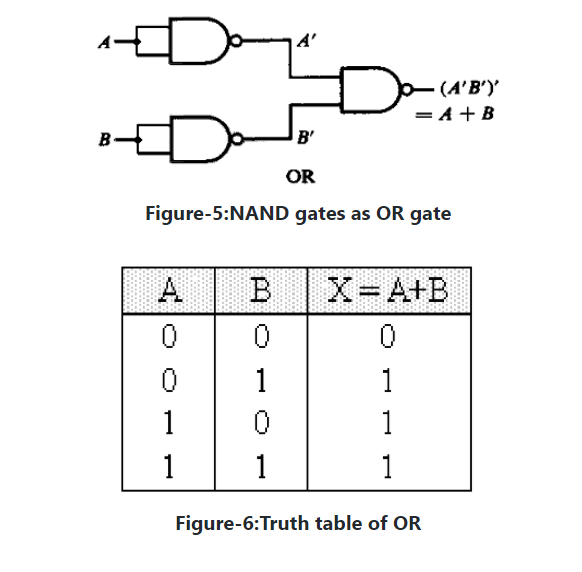 A
A'
(A'B')'
= A + B
B
B'
OR
Figure-5:NAND gates as OR gate
A B X=A+B
0 0 0
0 1 1
1 0 1
1 1 1
Figure-6:Truth table of OR